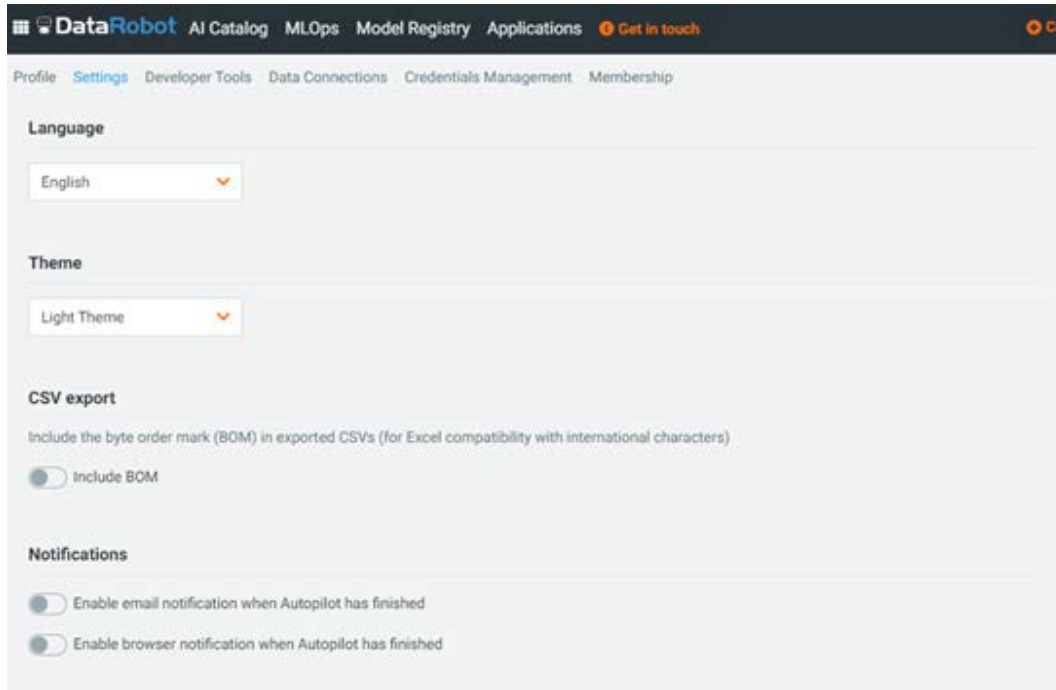 DataRobot AI Catalog MLOps Model Registry Applications Get in touch
Profile Settings Developer Tools Data Connections Credentials Management Membership
Language
English
Theme
Light Theme
CSV export
Include the byte order mark (BOM) in exported CSVs (for Excel compatibility with international characters)
Include BOM
Notifications
Enable email notification when Autopilot has finished
Enable browser notification when Autopilot has finished